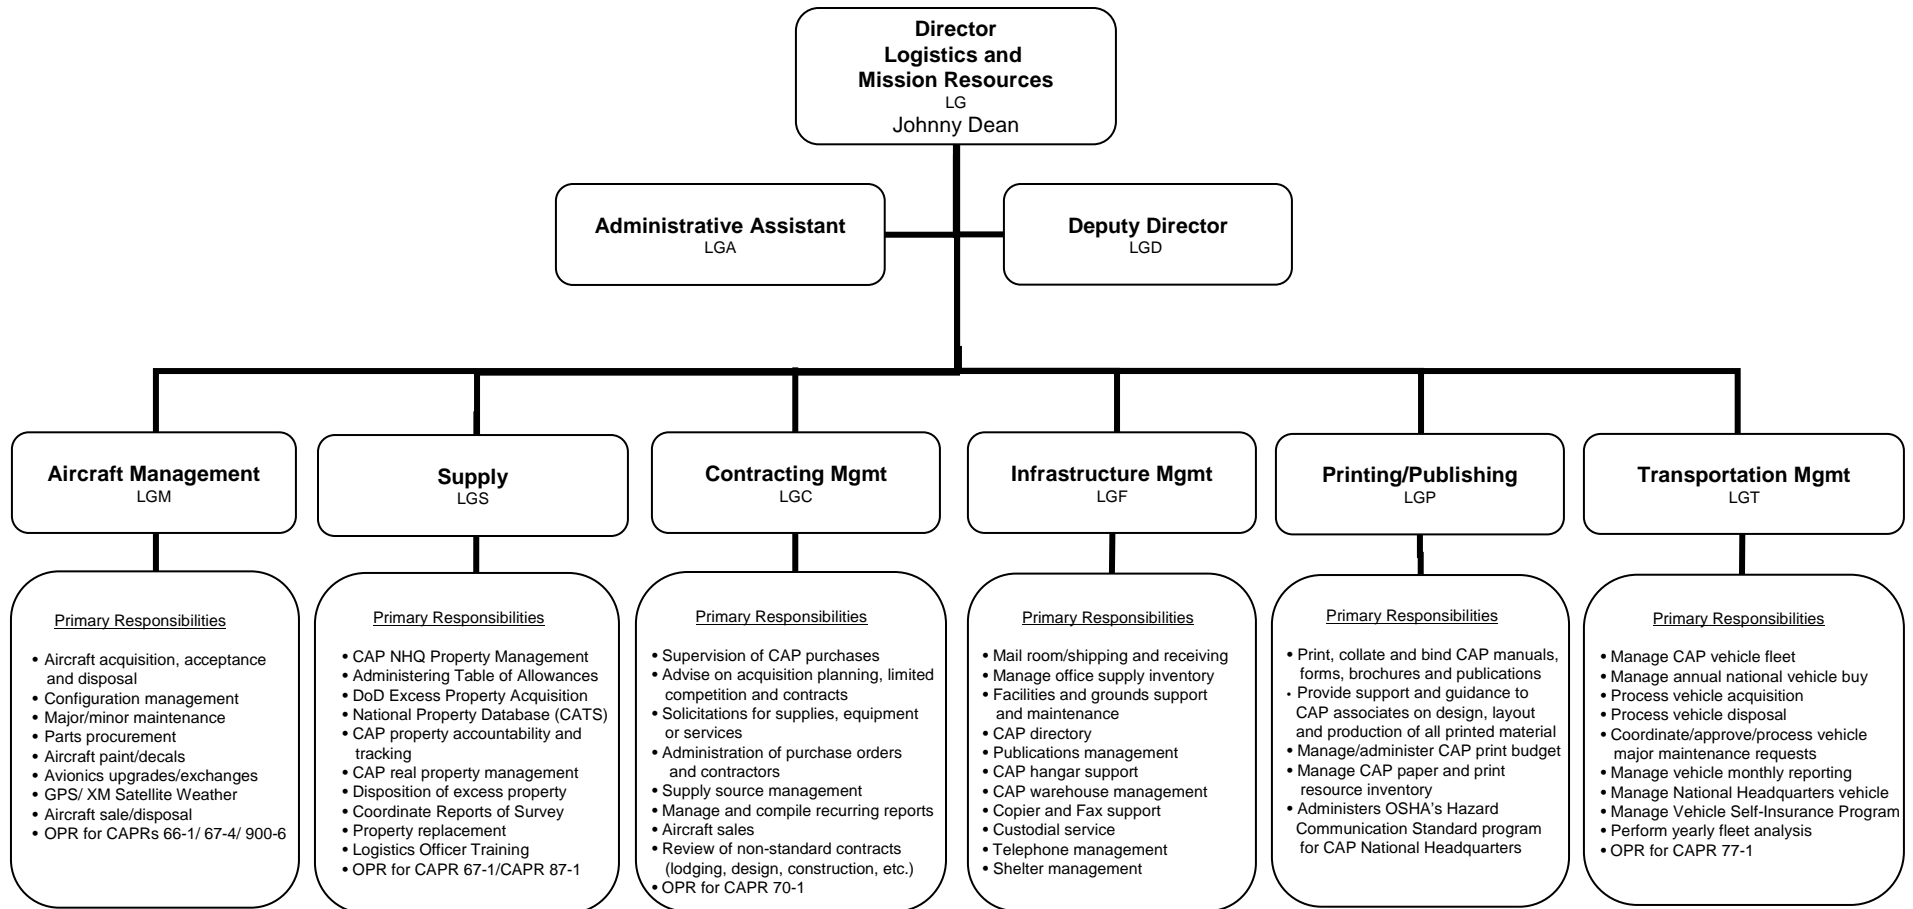 Director
Logistics and
Mission Resources
LG
Johnny Dean
Administrative Assistant
LGA
Deputy Director
LGD
Aircraft Management
LGM
Supply
LGS
Contracting Mgmt
LGC
Infrastructure Mgmt
LGF
Printing/Publishing
LGP
Transportation Mgmt
LGT
Primary Responsibilities
• Aircraft acquisition, acceptance
and disposal
• Configuration management
• Major/minor maintenance
• Parts procurement
• Aircraft paint/decals
• Avionics upgrades/exchanges
• GPS/ XM Satellite Weather
• Aircraft sale/disposal
• OPR for CAPRs 66-1/ 67-4/ 900-6
Primary Responsibilities
• CAP NHQ Property Management
• Administering Table of Allowances
• DoD Excess Property Acquisition
• National Property Database (CATS)
• CAP property accountability and
tracking
• CAP real property management
• Disposition of excess property
• Coordinate Reports of Survey
• Property replacement
• Logistics Officer Training
• OPR for CAPR 67-1/CAPR 87-1
Primary Responsibilities
• Supervision of CAP purchases
• Advise on acquisition planning, limited
competition and contracts
• Solicitations for supplies, equipment
or services
• Administration of purchase orders
and contractors
• Supply source management
• Manage and compile recurring reports
• Aircraft sales
• Review of non-standard contracts
(lodging, design, construction, etc.)
• OPR for CAPR 70-1
Primary Responsibilities
• Mail room/shipping and receiving
• Manage office supply inventory
• Facilities and grounds support
and maintenance
• CAP directory
• Publications management
• CAP hangar support
• CAP warehouse management
• Copier and Fax support
• Custodial service
• Telephone management
• Shelter management
Primary Responsibilities
• Print, collate and bind CAP manuals,
forms, brochures and publications
• Provide support and guidance to
CAP associates on design, layout
and production of all printed material
• Manage/administer CAP print budget
• Manage CAP paper and print
resource inventory
• Administers OSHA's Hazard
Communication Standard program
for CAP National Headquarters
Primary Responsibilities
• Manage CAP vehicle fleet
• Manage annual national vehicle buy
• Process vehicle acquisition
• Process vehicle disposal
• Coordinate/approve/process vehicle
major maintenance requests
• Manage vehicle monthly reporting
• Manage National Headquarters vehicle
• Manage Vehicle Self-Insurance Program
• Perform yearly fleet analysis
• OPR for CAPR 77-1